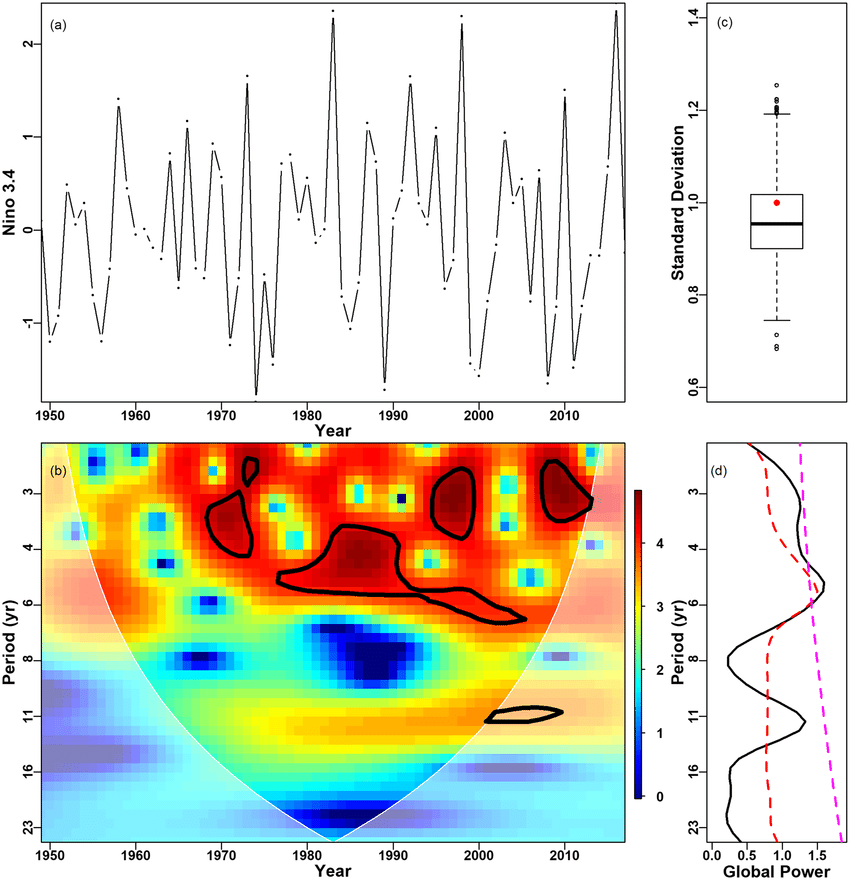 (a)
Nino 3.4
2
1
0
-1
1950 1960 1970 1980 1990 2000 2010
Year
(c)
Standard Deviation
1.4
1.2
1.0
0.8
0.6
(b)
Period (yr)
3
4
6
8
11
16
23
1950 1960 1970 1980 1990 2000 2010
Year
4
3
2
1
0
(d)
Period (yr)
3
4
6
8
11
16
23
0.0 0.5 1.0 1.5
Global Power